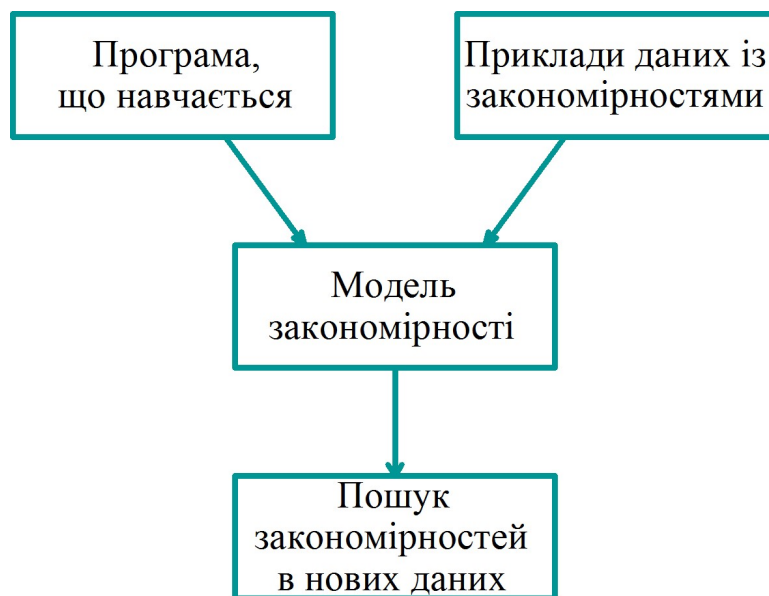 Програма,
що навчається
Приклади даних із
закономірностями
Модель
закономірності
Пошук
закономірностей
в нових даних